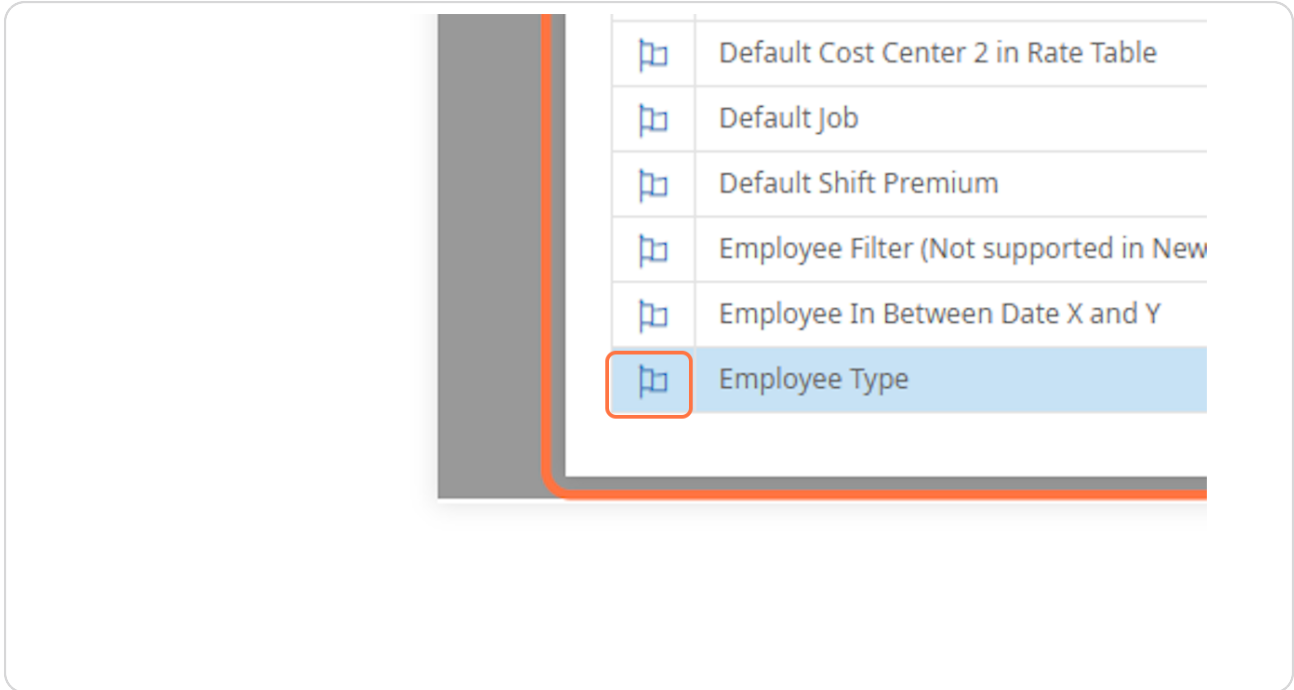 Default Cost Center 2 in Rate Table
Default Job
Default Shift Premium
Employee Filter (Not supported in New
Employee In Between Date X and Y
Employee Type